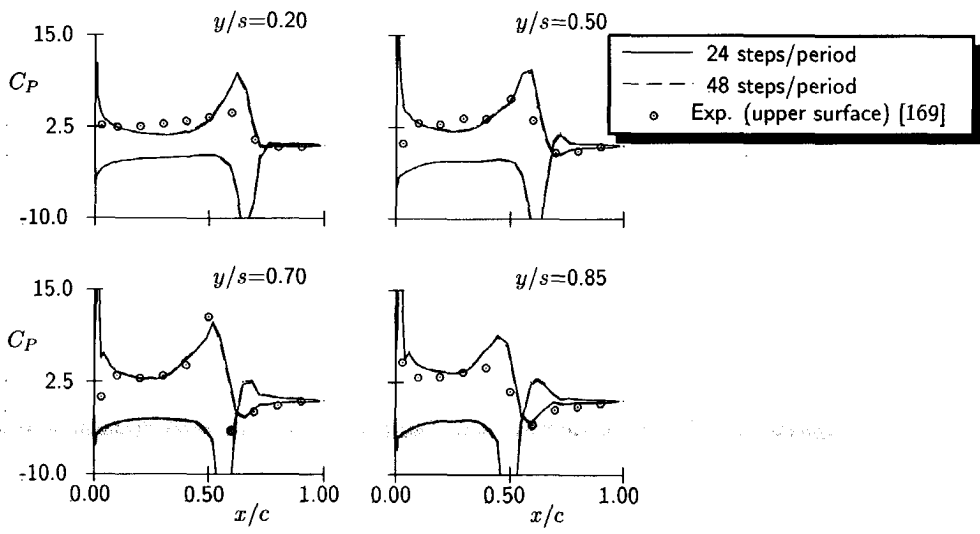 y/s=0.20
y/s=0.50
15.0
C_P
2.5
-10.0
24 steps/period
48 steps/period
Exp. (upper surface) [169]
y/s=0.70
y/s=0.85
15.0
C_P
2.5
-10.0
0.00 0.50 1.00
x/c
0.00 0.50 1.00
x/c